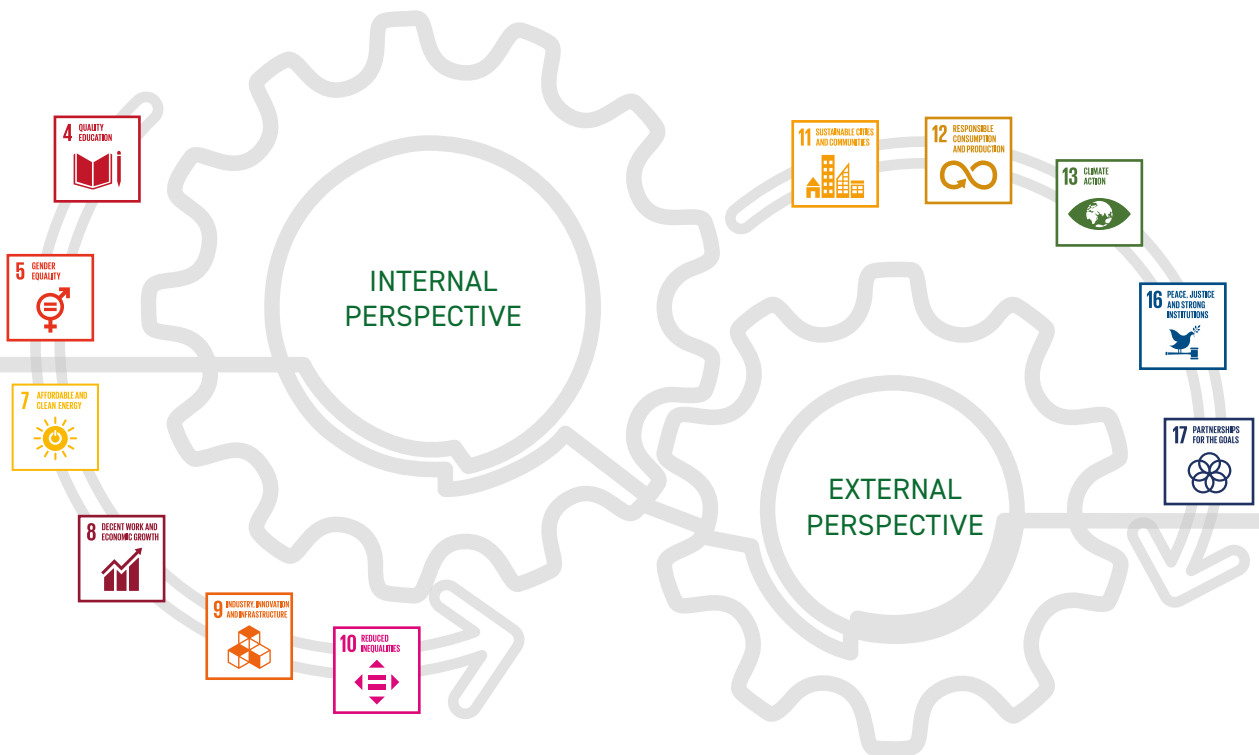 4 QUALITY
EDUCATION
5 GENDER
EQUALITY
7 AFFORDABLE AND
CLEAN ENERGY
8 DECENT WORK AND
ECONOMIC GROWTH
9 INDUSTRY, INNOVATION
AND INFRASTRUCTURE
10 REDUCED
INEQUALITIES
INTERNAL
PERSPECTIVE
11 SUSTAINABLE CITIES
AND COMMUNITIES
12 RESPONSIBLE
CONSUMPTION
AND PRODUCTION
13 CLIMATE
ACTION
16 PEACE, JUSTICE
AND STRONG
INSTITUTIONS
17 PARTNERSHIPS
FOR THE GOALS
EXTERNAL
PERSPECTIVE